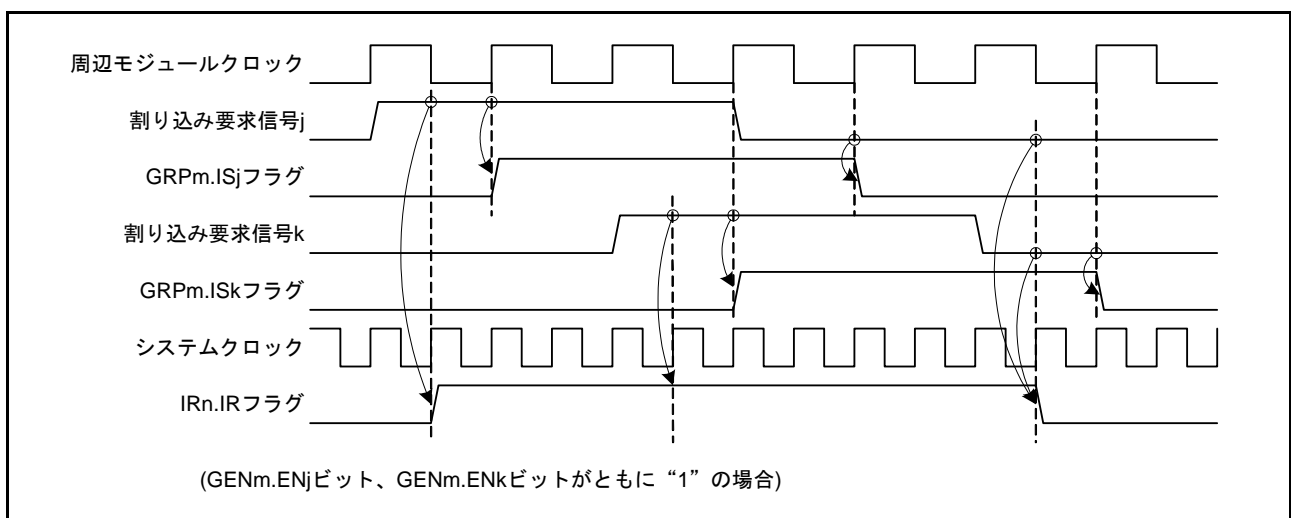 周辺モジュールクロック
割り込み要求信号j
GRPm.ISjフラグ
割り込み要求信号k
GRPm.ISkフラグ
システムクロック
IRn.IRフラグ
(GENm.ENjビット、GENm.ENkビットがともに“1”の場合)